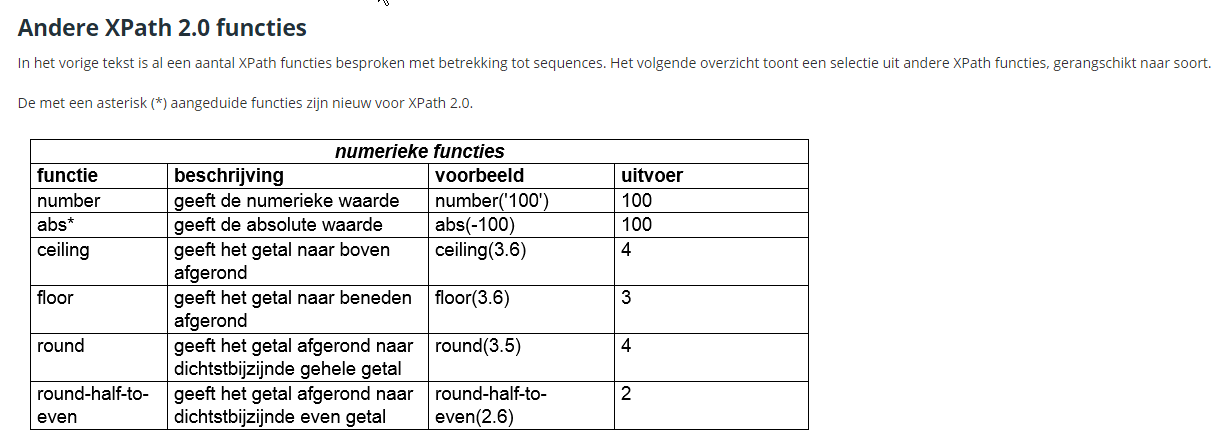 Andere XPath 2.0 functies
In het vorige tekst is al een aantal XPath functies besproken met betrekking tot sequences. Het volgende overzicht toont een selectie uit andere XPath functies, gerangschikt naar soort.
De met een asterisk (*) aangeduide functies zijn nieuw voor XPath 2.0.
numerieke functies
functie beschrijving voorbeeld uitvoer
number geeft de numerieke waarde number('100') 100
abs* geeft de absolute waarde abs(-100) 100
ceiling geeft het getal naar boven ceiling(3.6) 4
afgerond
floor geeft het getal naar beneden floor(3.6) 3
afgerond
round geeft het getal afgerond naar round(3.5) 4
dichtstbijzijnde gehele getal
round-half-to- geeft het getal afgerond naar round-half-to- 2
even dichtstbijzijnde even getal even(2.6)